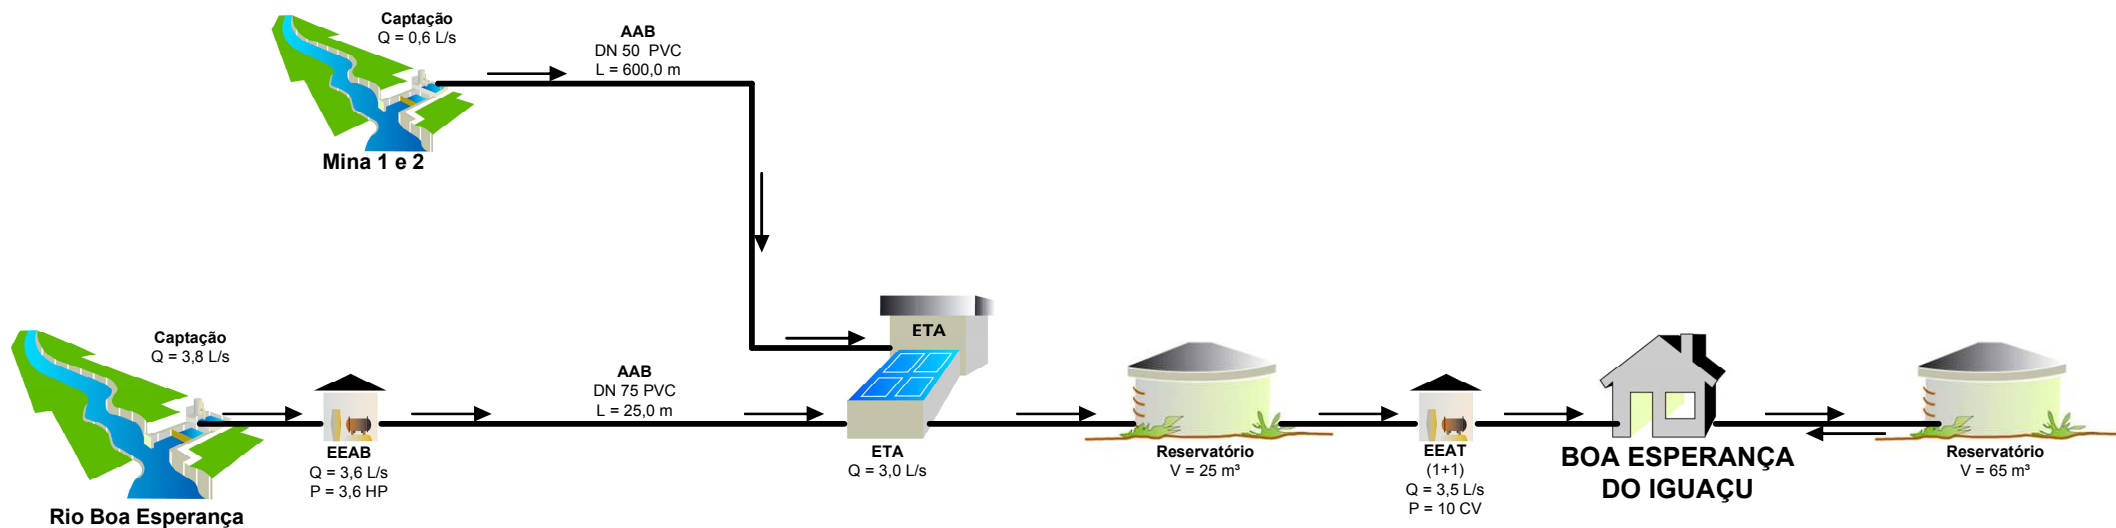 Captação
Q = 0,6 L/s
AAB
DN 50 PVC
L = 600,0 m
Mina 1 e 2
Captação
Q = 3,8 L/s
Rio Boa Esperança
EEAB
Q = 3,6 L/s
P = 3,6 HP
AAB
DN 75 PVC
L = 25,0 m
ETA
ETA
Q = 3,0 L/s
Reservatório
V = 25 m³
EEAT
(1+1)
Q = 3,5 L/s
P = 10 CV
BOA ESPERANÇA
DO IGUAÇU
Reservatório
V = 65 m³